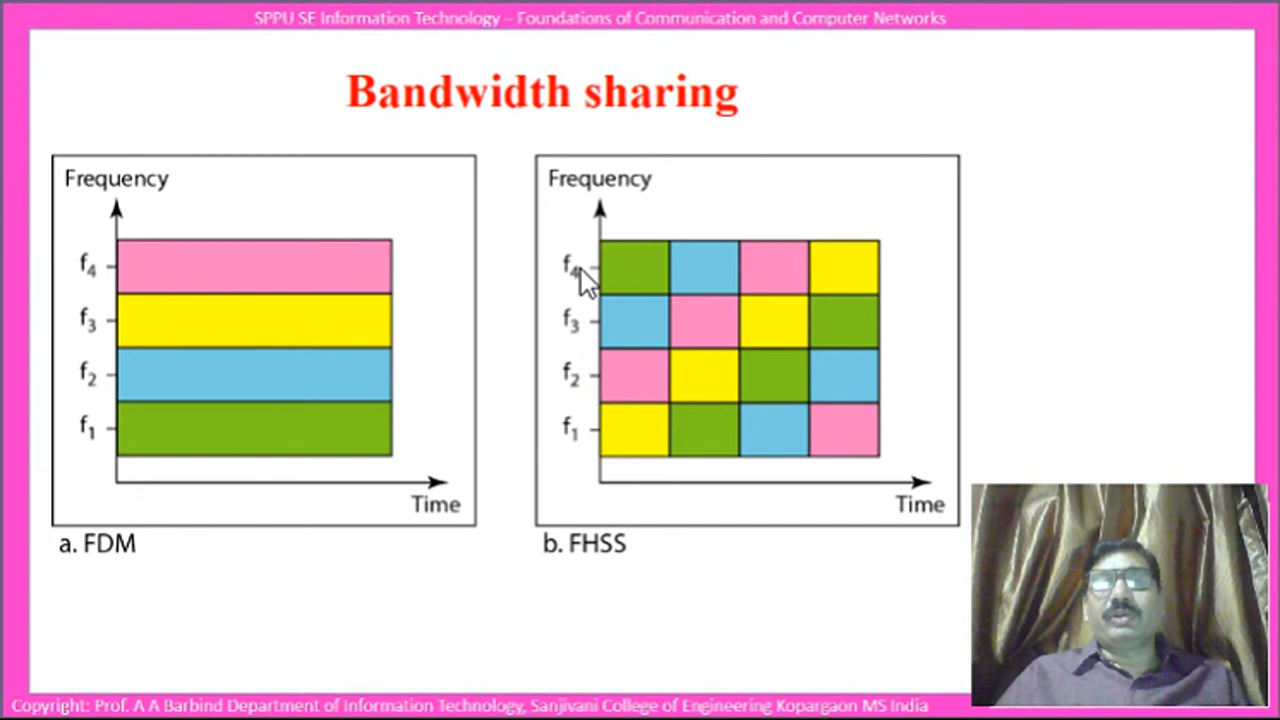 SPPU SE Information Technology – Foundations of Communication and Computer Networks
Bandwidth sharing
Frequency
f4
f3
f2
f1
Time
a. FDM
Frequency
f4
f3
f2
f1
Time
b. FHSS
Copyright: Prof. A A Barbind Department of Information Technology, Sanjivani College of Engineering Kopargaon MS India